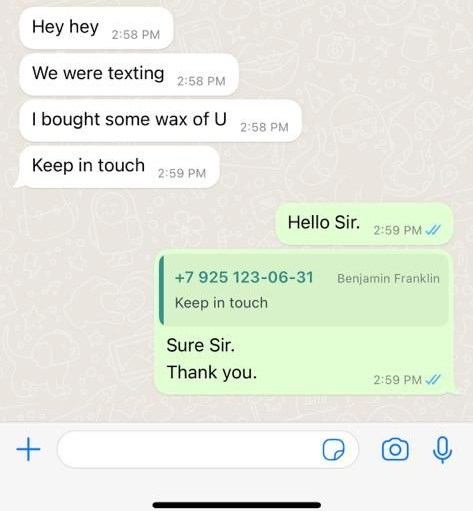 Hey hey 2:58 PM
We were texting 2:58 PM
I bought some wax of U 2:58 PM
Keep in touch 2:59 PM
Hello Sir. 2:59 PM
+7 925 123-06-31 Benjamin Franklin
Keep in touch
Sure Sir.
Thank you. 2:59 PM